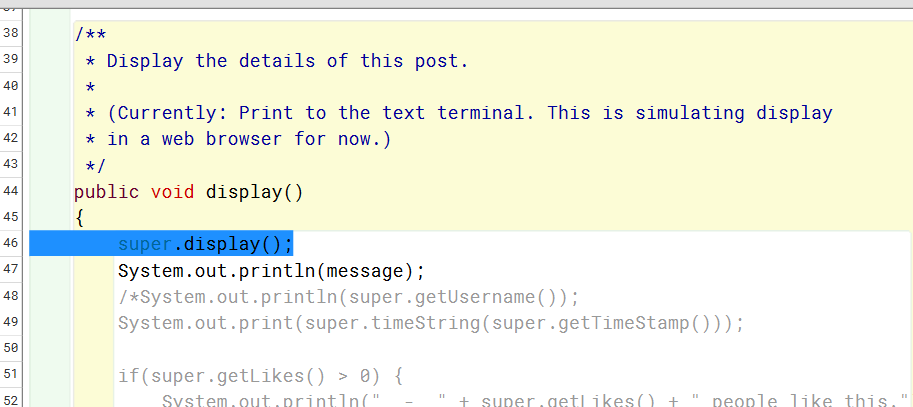 38 /**
39 * Display the details of this post.
40 *
41 * (Currently: Print to the text terminal. This is simulating display
42 * in a web browser for now.)
43 */
44 public void display()
45 {
46 super.display();
47 System.out.println(message);
48 /*System.out.println(super.getUsername());
49 System.out.print(super.timeString(super.getTimeStamp()));
50
51 if(super.getLikes() > 0) {
52 System.out.println("  -  " + super.getLikes() + " people like this."